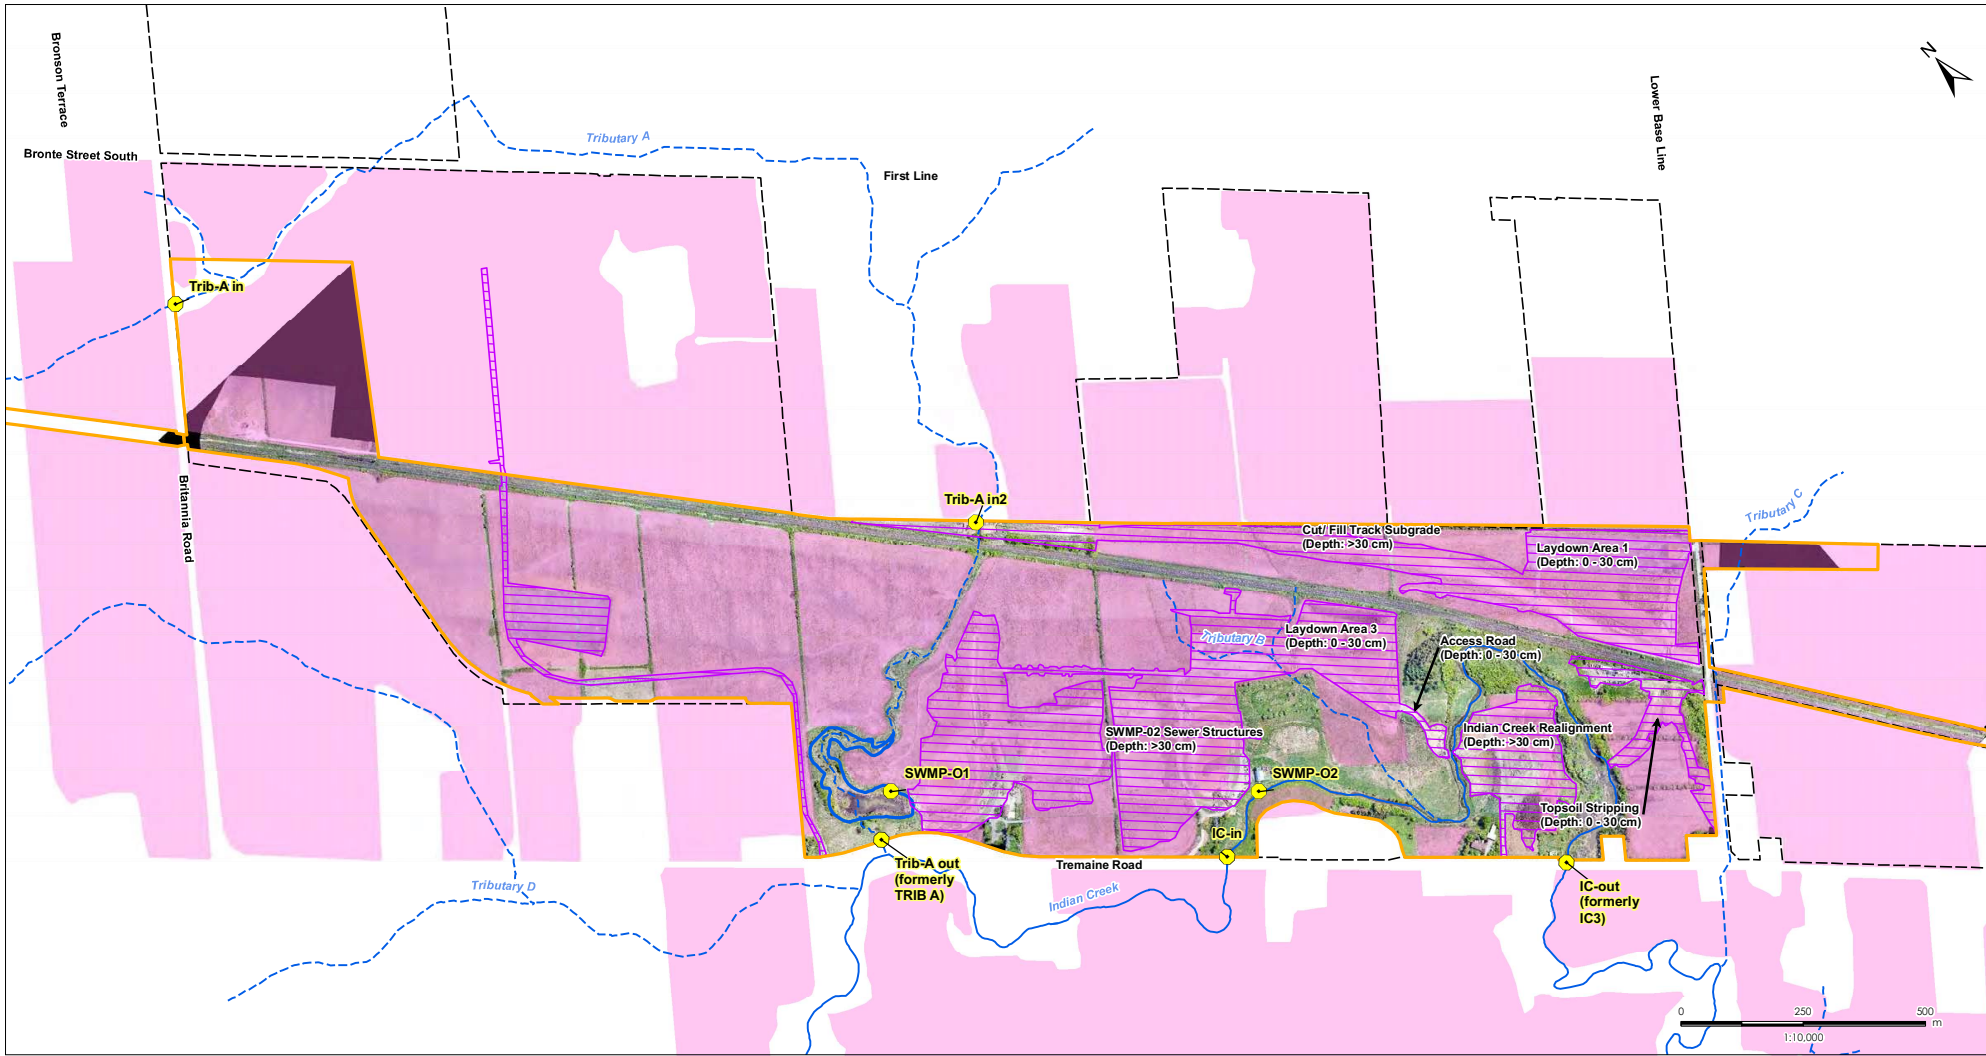 Bronson Terrace
N
Lower Base Line
Tributary A
Bronte Street South
First Line
Trib-A in
Tributary C
Britannia Road
Trib-A in2
Cut/ Fill Track Subgrade
(Depth: >30 cm)
Laydown Area 1
(Depth: 0 - 30 cm)
Tributary B
Laydown Area 3
(Depth: 0 - 30 cm)
Access Road
(Depth: 0 - 30 cm)
SWMP-02 Sewer Structures
(Depth: >30 cm)
Indian Creek Realignment
(Depth: >30 cm)
SWMP-O1
SWMP-O2
Topsoil Stripping
(Depth: 0 - 30 cm)
IC-in
Trib-A out
(formerly
TRIB A)
Tremaine Road
Tributary D
Indian Creek
IC-out
(formerly
IC3)
0 250 500
m
1:10,000